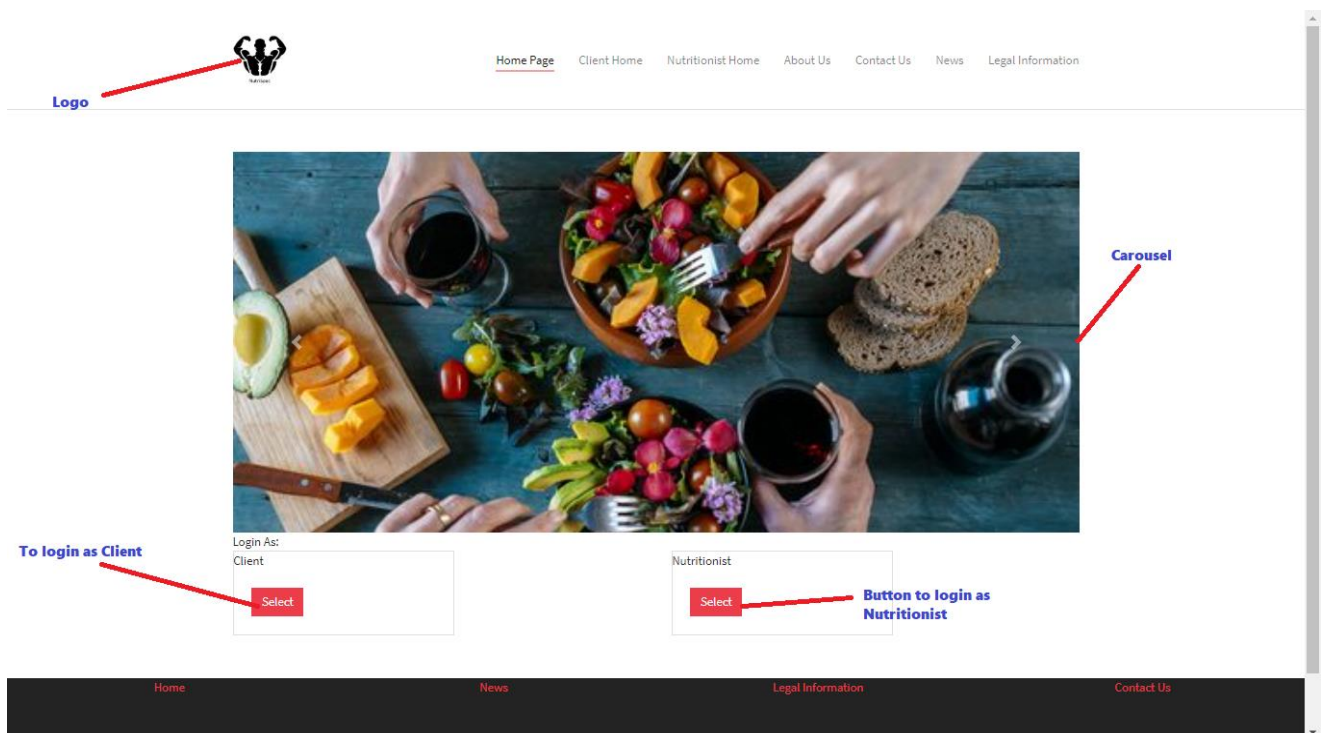 Home Page Client Home Nutritionist Home About Us Contact Us News Legal Information
Logo
Carousel
Login As:
To login as Client
Client
Nutritionist
Select
Select
Button to login as
Nutritionist
Home News Legal Information Contact Us